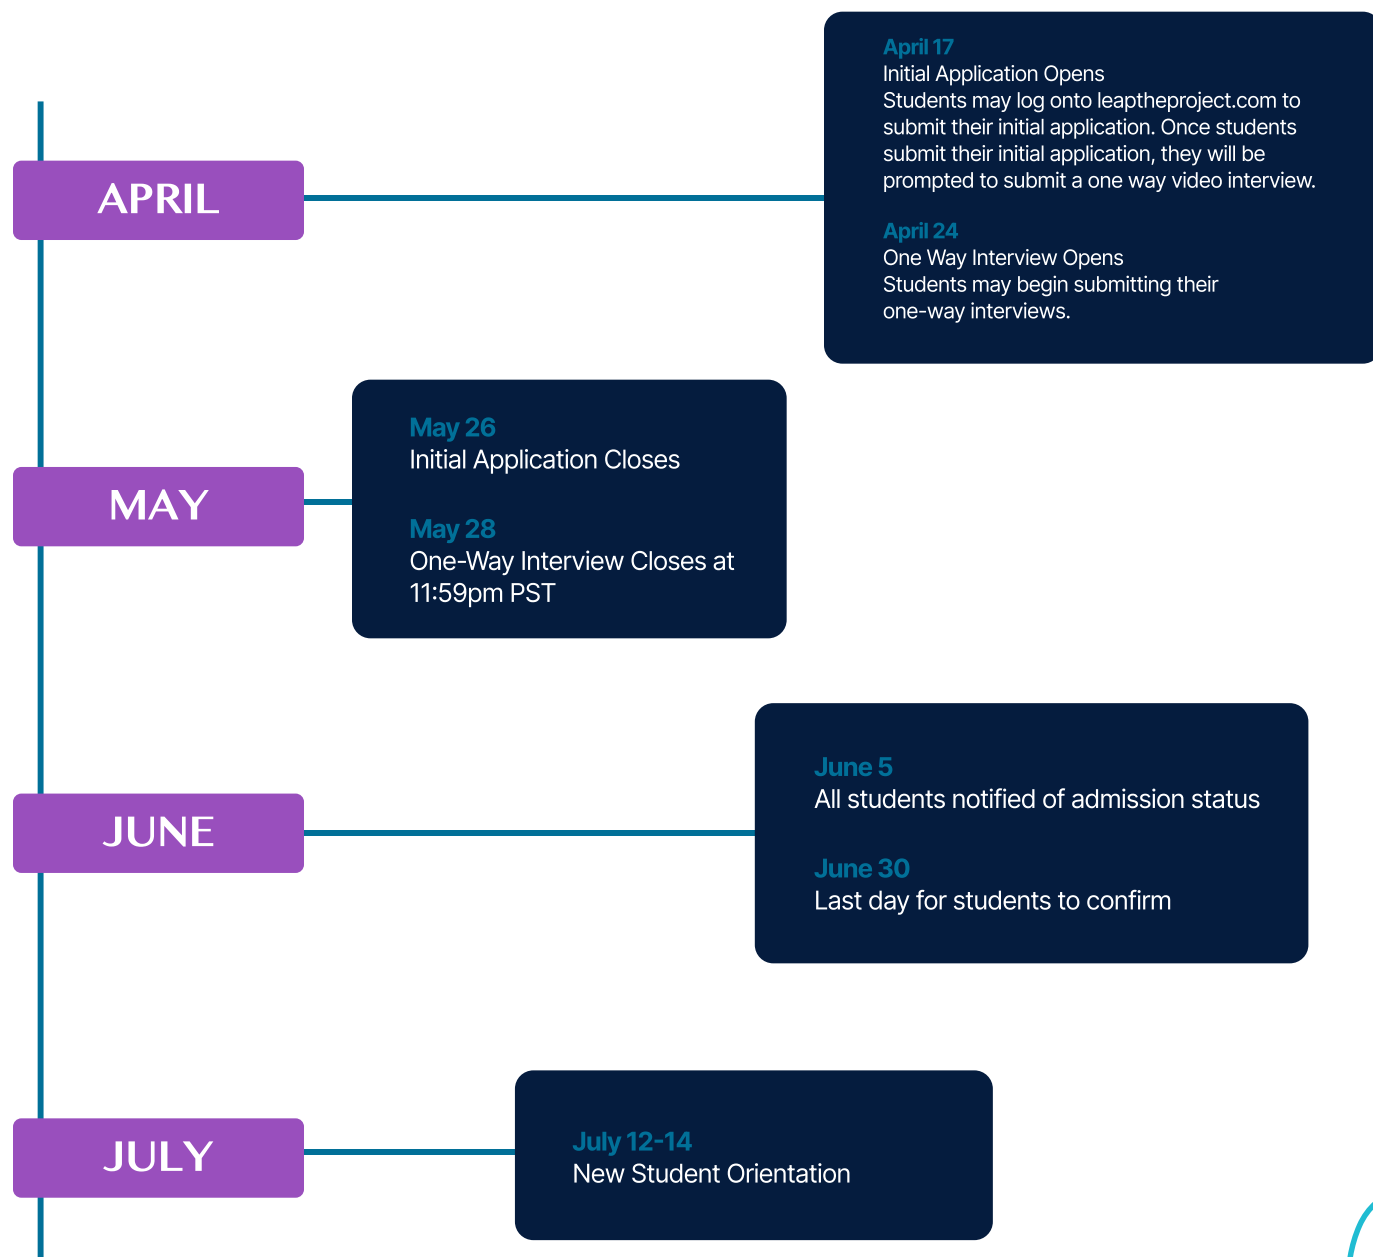 April 17
Initial Application Opens
Students may log onto leaptheproject.com to
submit their initial application. Once students
submit their initial application, they will be
prompted to submit a one way video interview.
APRIL
April 24
One Way Interview Opens
Students may begin submitting their
one-way interviews.
May 26
Initial Application Closes
MAY
May 28
One-Way Interview Closes at
11:59pm PST
June 5
All students notified of admission status
JUNE
June 30
Last day for students to confirm
JULY
July 12-14
New Student Orientation